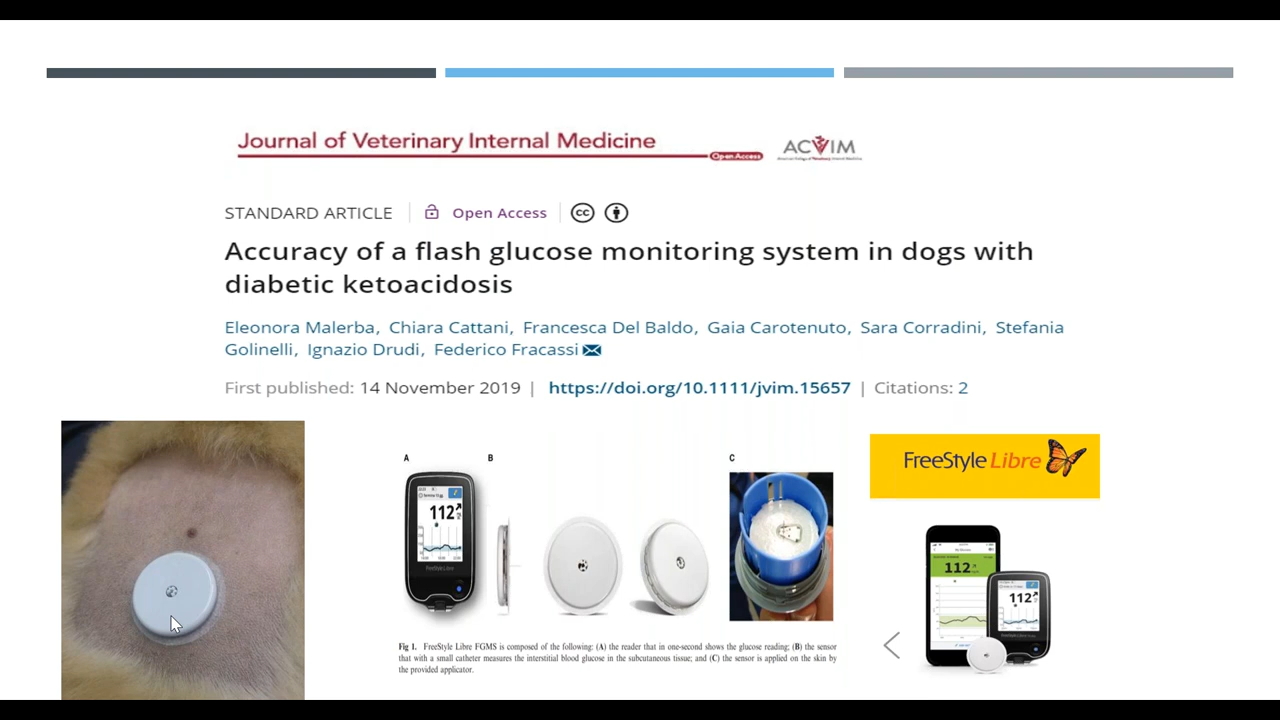 Journal of Veterinary Internal Medicine
Open Access
ACVIM
STANDARD ARTICLE
Open Access
cc
Accuracy of a flash glucose monitoring system in dogs with
diabetic ketoacidosis
Eleonora Malerba, Chiara Cattani, Francesca Del Baldo, Gaia Carotenuto, Sara Corradini, Stefania
Golinelli, Ignazio Drudi, Federico Fracassi
First published: 14 November 2019 | https://doi.org/10.1111/jvim.15657 | Citations: 2
A
B
C
112
FreeStyle Libre
FreeStyle Libre
112
112
Fig 1. FreeStyle Libre FGMS is composed of the following: (A) the reader that in one-second shows the glucose reading; (B) the sensor
that with a small catheter measures the interstitial blood glucose in the subcutaneous tissue; and (C) the sensor is applied on the skin by
the provided applicator.